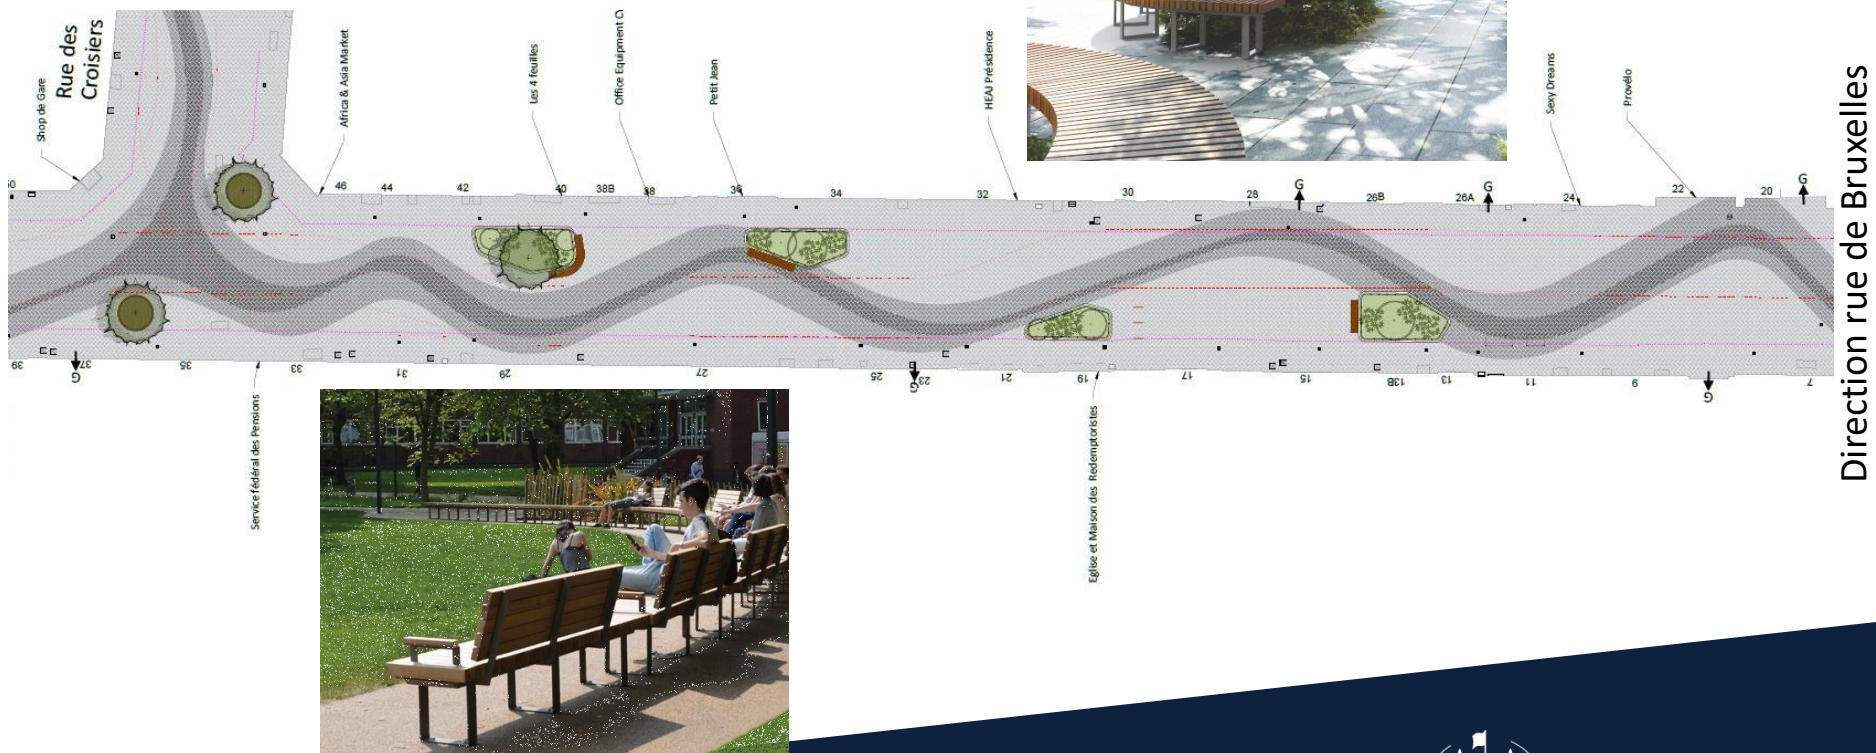 Rue des
Croisiers
Shop de Gare
Africa & Asia Market
Les 4 feuilles
Office Equipment
Petit Jean
HEAJ Présidence
Sexy Dreams
Provélo
Direction rue de Bruxelles
46
44
42
40
38B
38
36
34
32
30
28
G
26B
26A
G
24
22
20
G
39
37
G
35
33
31
29
27
25
23
G
21
19
17
15
13B
13
11
9
G
7
Service fédéral des Pensions
Eglise et Maison des Redemptoristes